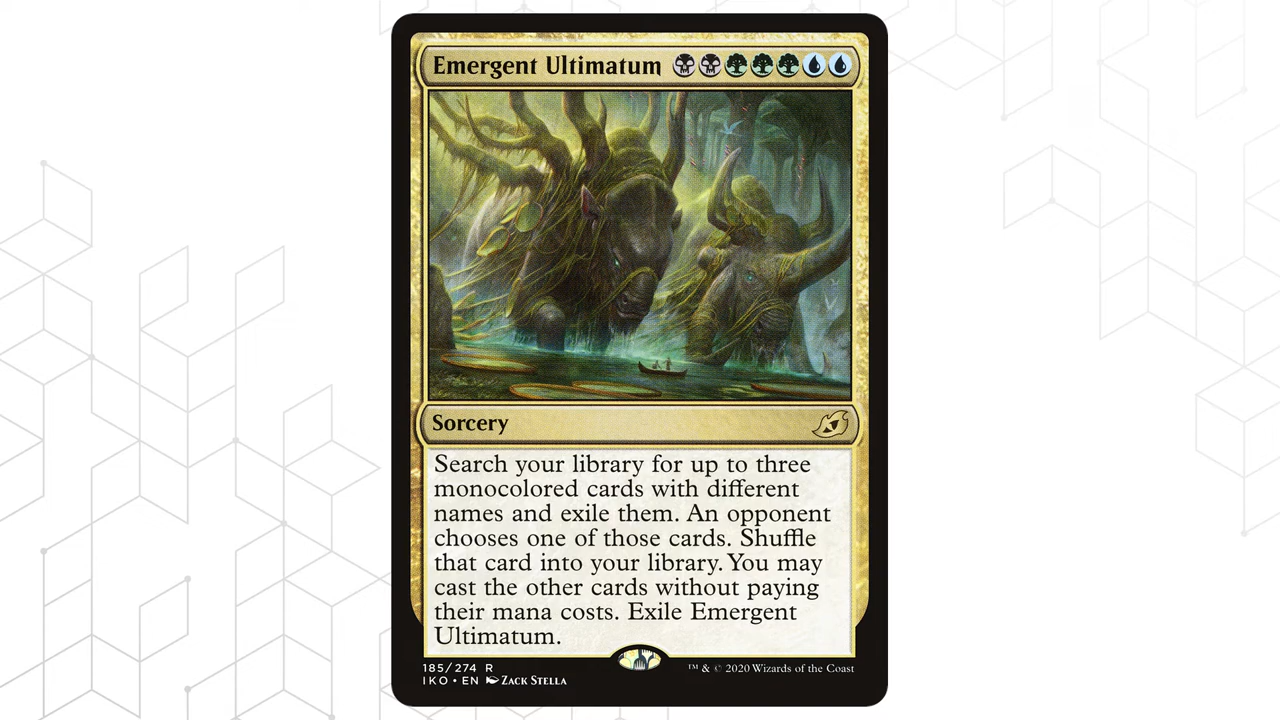 Emergent Ultimatum
Sorcery
Search your library for up to three
monocolored cards with different
names and exile them. An opponent
chooses one of those cards. Shuffle
that card into your library. You may
cast the other cards without paying
their mana costs. Exile Emergent
Ultimatum.
185/274 R
IKO • EN Zack Stella
™ & © 2020 Wizards of the Coast